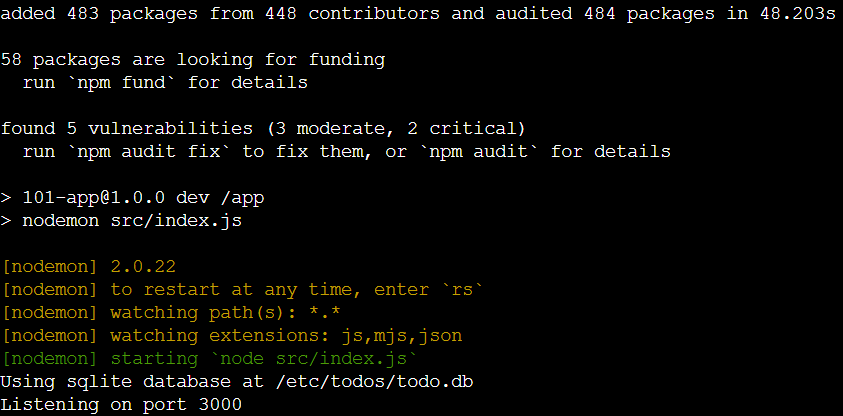 added 483 packages from 448 contributors and audited 484 packages in 48.203s
58 packages are looking for funding
run `npm fund` for details
found 5 vulnerabilities (3 moderate, 2 critical)
run `npm audit fix` to fix them, or `npm audit` for details
> 101-app@1.0.0 dev /app
> nodemon src/index.js
[nodemon] 2.0.22
[nodemon] to restart at any time, enter `rs`
[nodemon] watching path(s): *.*
[nodemon] watching extensions: js,mjs,json
[nodemon] starting `node src/index.js`
Using sqlite database at /etc/todos/todo.db
Listening on port 3000